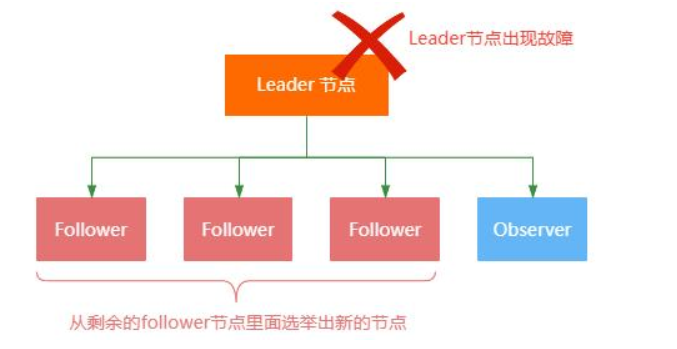 Leader节点出现故障
Leader 节点
Follower
Follower
Follower
Observer
从剩余的follower节点里面选举出新的节点